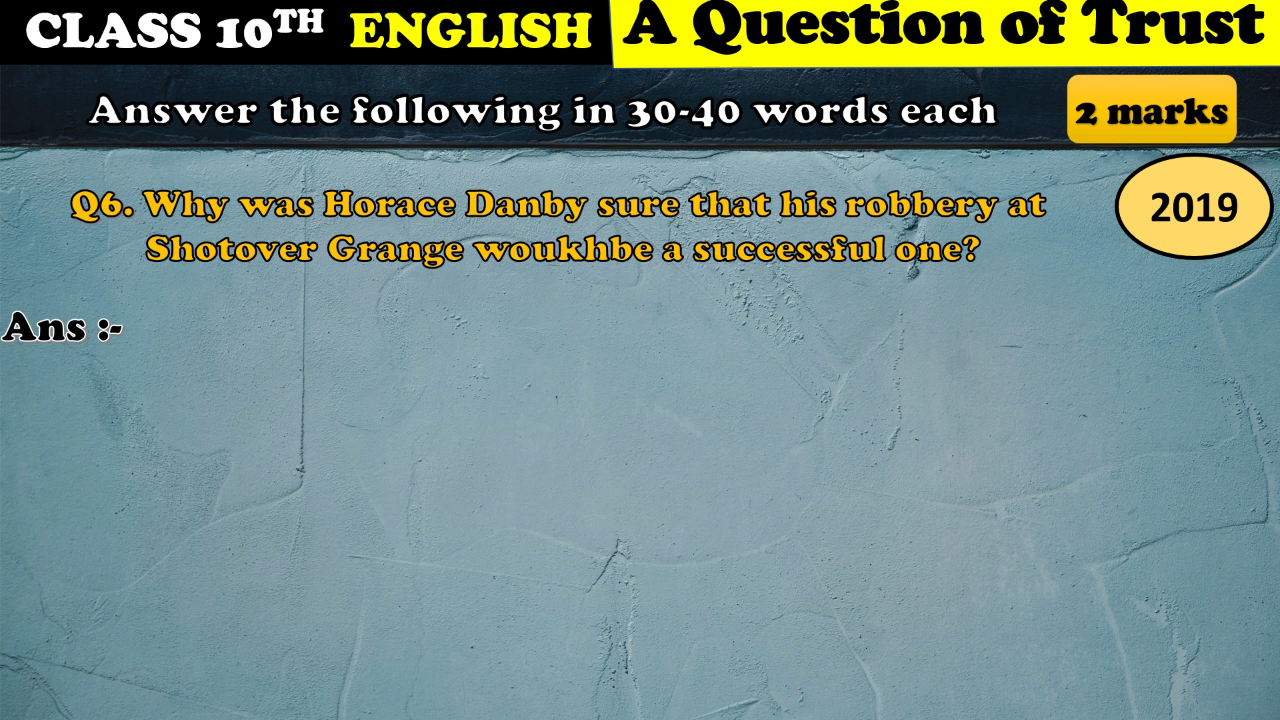 CLASS 10TH ENGLISH A Question of Trust
Answer the following in 30-40 words each 2 marks
Q6. Why was Horace Danby sure that his robbery at 2019
Shotover Grange woukhbe a successful one?
Ans :-